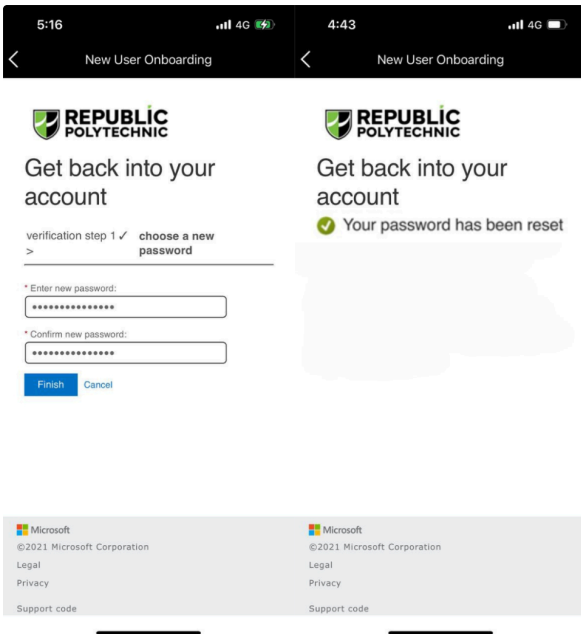 5:16
4G
New User Onboarding
REPUBLIC
POLYTECHNIC
Get back into your
account
verification step 1 ✓
>
choose a new
password
* Enter new password:
•••••••••••••••
* Confirm new password:
•••••••••••••••
Finish
Cancel
Microsoft
©2021 Microsoft Corporation
Legal
Privacy
Support code
4:43
4G
New User Onboarding
REPUBLIC
POLYTECHNIC
Get back into your
account
Your password has been reset
Microsoft
©2021 Microsoft Corporation
Legal
Privacy
Support code